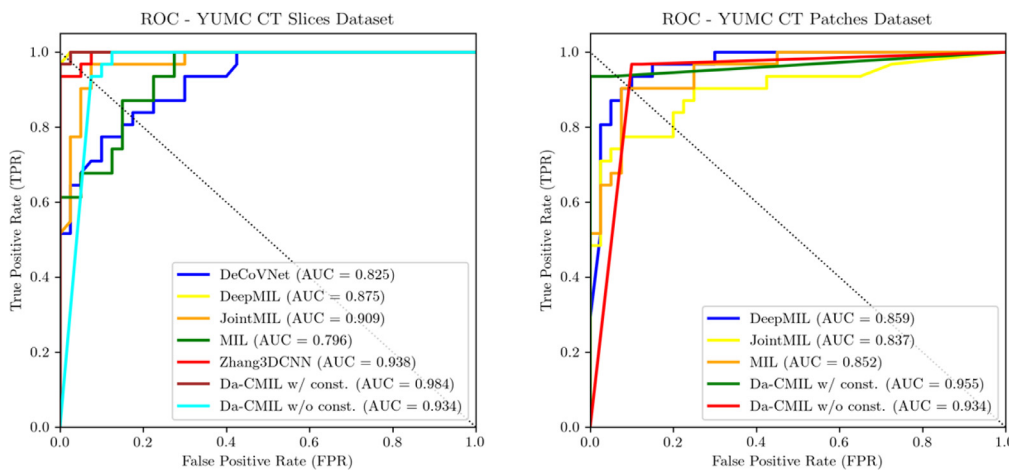 ROC - YUMC CT Slices Dataset
True Positive Rate (TPR)
1.0
0.8
0.6
0.4
0.2
0.0
0.0 0.2 0.4 0.6 0.8 1.0
False Positive Rate (FPR)
DeCoVNet (AUC = 0.825)
DeepMIL (AUC = 0.875)
JointMIL (AUC = 0.909)
MIL (AUC = 0.796)
Zhang3DCNN (AUC = 0.938)
Da-CMIL w/ const. (AUC = 0.984)
Da-CMIL w/o const. (AUC = 0.934)
ROC - YUMC CT Patches Dataset
True Positive Rate (TPR)
1.0
0.8
0.6
0.4
0.2
0.0
0.0 0.2 0.4 0.6 0.8 1.0
False Positive Rate (FPR)
DeepMIL (AUC = 0.859)
JointMIL (AUC = 0.837)
MIL (AUC = 0.852)
Da-CMIL w/ const. (AUC = 0.955)
Da-CMIL w/o const. (AUC = 0.934)